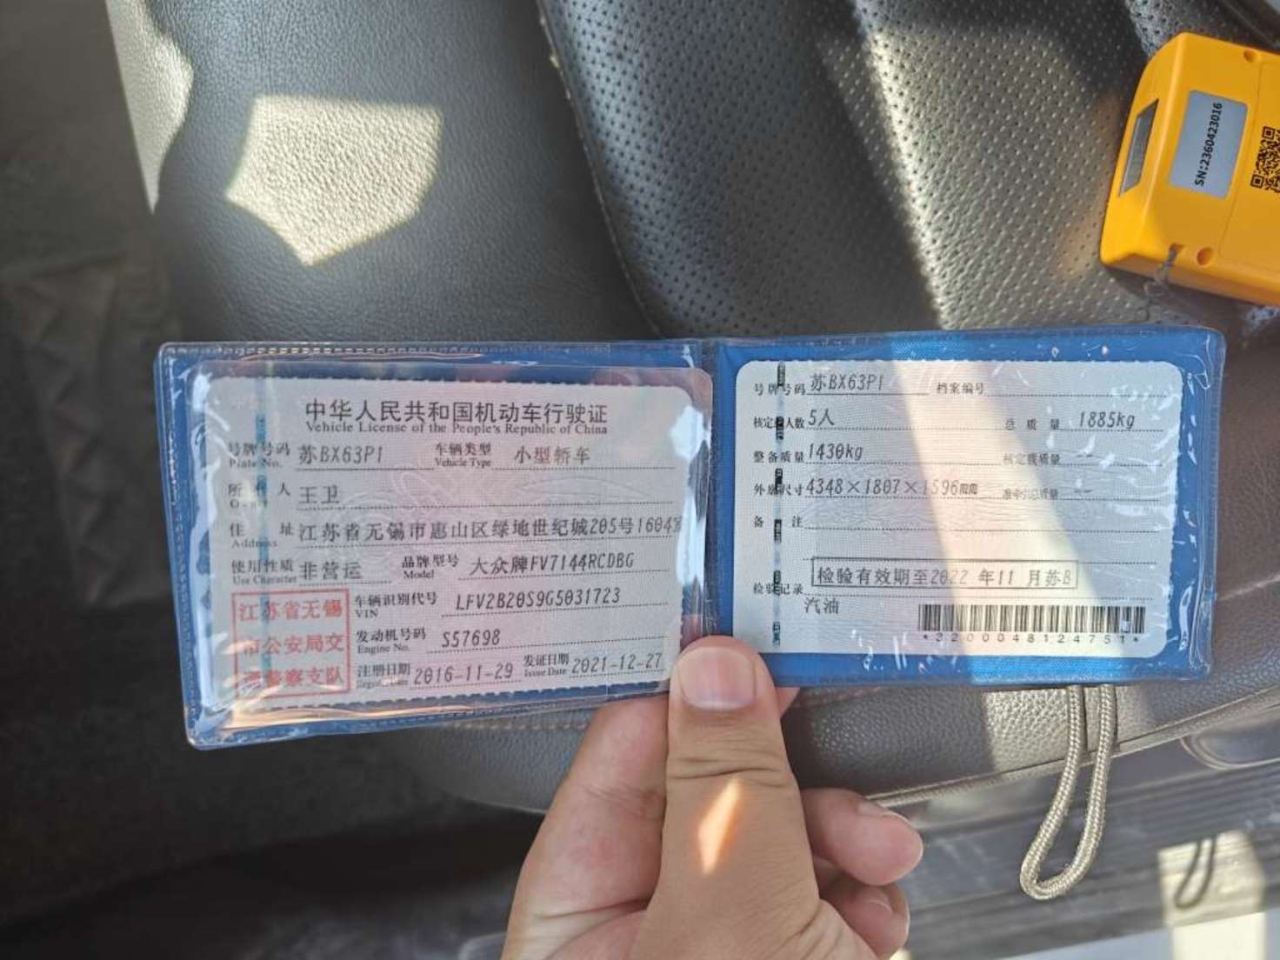 中华人民共和国机动车行驶证
Vehicle License of the People's Republic of China
号牌号码 苏BX63P1 车辆类型 小型轿车
Plate No. Vehicle Type
所 人 王卫
住 址 江苏省无锡市惠山区绿地世纪城205号1604
Address
使用性质 非营运 品牌型号 大众牌FV7144RCDBG
Use Character Model
江苏省无锡
市公安局交
警察支队
车辆识别代号 LFV2B20S9G5031723
VIN
发动机号码 S57698
Engine No.
注册日期 2016-11-29 发证日期 2021-12-27
Issue Date
号牌号码 苏BX63P1 档案编号
核定人数 5人 总质量 1885kg
整备质量 1430kg 核定载质量 --
外廓尺寸 4348×1807×1596 质量 --
备 注
检验记录 检验有效期至2022年11月苏B
汽油
*3200048124751*
SN:2360423016